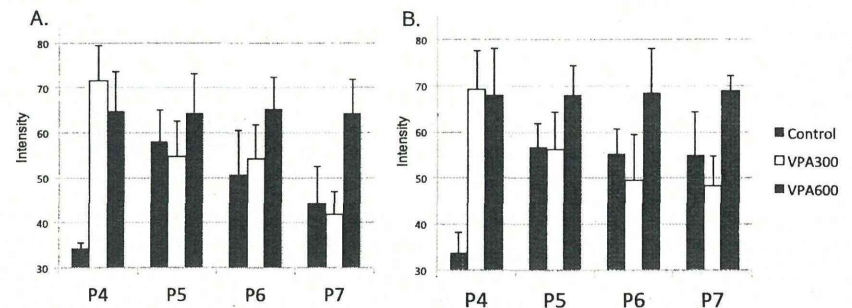 A.
Intensity
80
70
60
50
40
30
P4 P5 P6 P7
B.
Intensity
80
70
60
50
40
30
P4 P5 P6 P7
Control
VPA300
VPA600